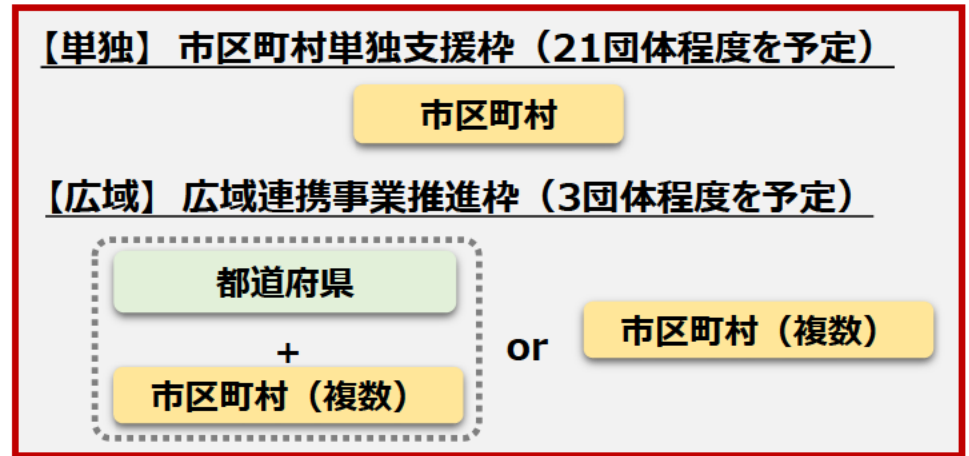 【単独】 市区町村単独支援枠（21団体程度を予定）
市区町村
【広域】 広域連携事業推進枠（3団体程度を予定）
都道府県
+
市区町村（複数）
or
市区町村（複数）